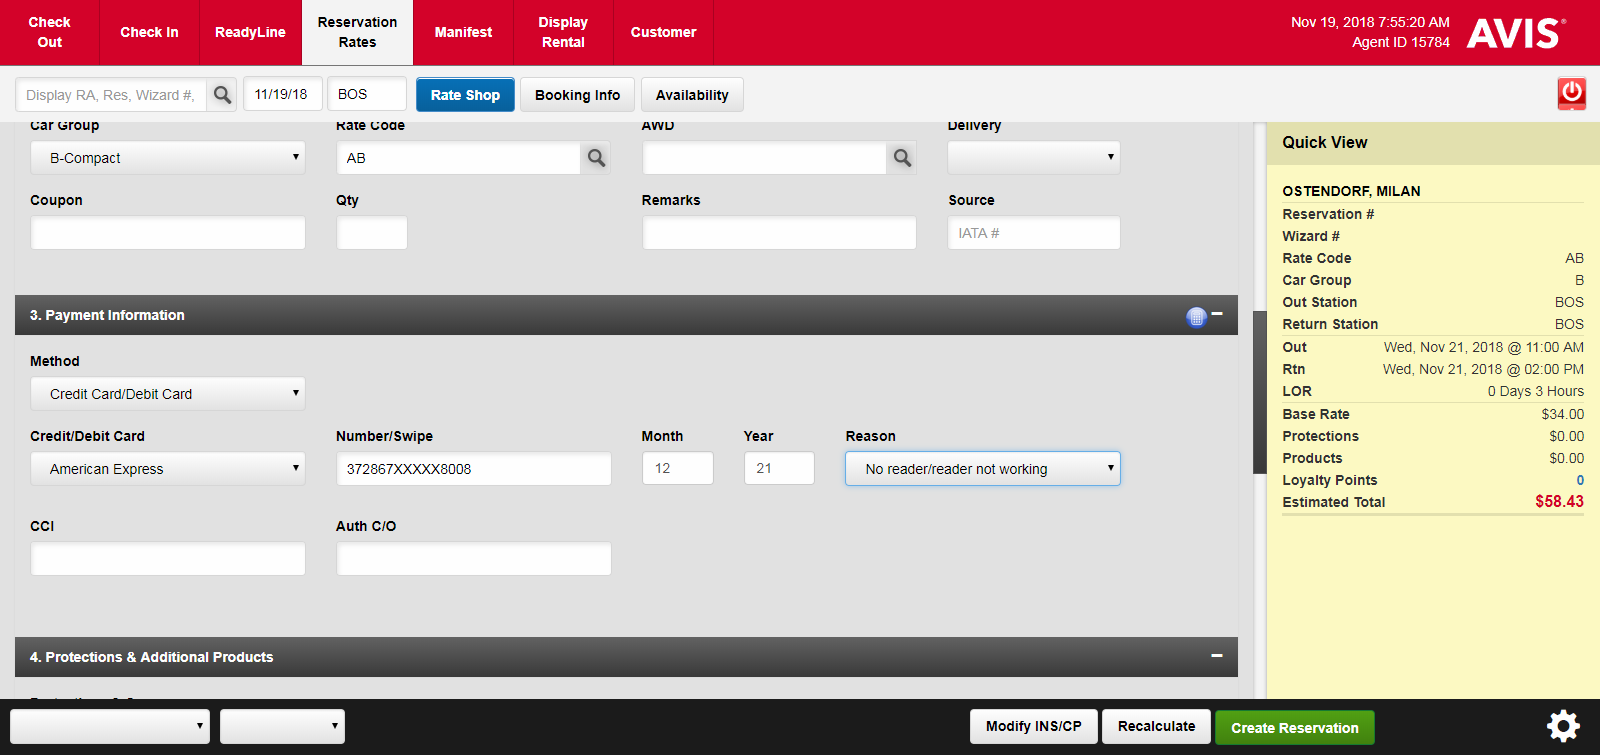 Check Out
Check In
ReadyLine
Reservation Rates
Manifest
Display Rental
Customer
Nov 19, 2018 7:55:20 AM
Agent ID 15784
AVIS
Display RA, Res, Wizard #,
11/19/18
BOS
Rate Shop
Booking Info
Availability
Car Group
Rate Code
AWD
Delivery
B-Compact
AB
Coupon
Qty
Remarks
Source
IATA #
3. Payment Information
Method
Credit Card/Debit Card
Credit/Debit Card
Number/Swipe
Month
Year
Reason
American Express
372867XXXXX8008
12
21
No reader/reader not working
CCI
Auth C/O
4. Protections & Additional Products
Modify INS/CP
Recalculate
Create Reservation
Quick View
OSTENDORF, MILAN
Reservation #
Wizard #
Rate Code AB
Car Group B
Out Station BOS
Return Station BOS
Out Wed, Nov 21, 2018 @ 11:00 AM
Rtn Wed, Nov 21, 2018 @ 02:00 PM
LOR 0 Days 3 Hours
Base Rate $34.00
Protections $0.00
Products $0.00
Loyalty Points 0
Estimated Total $58.43